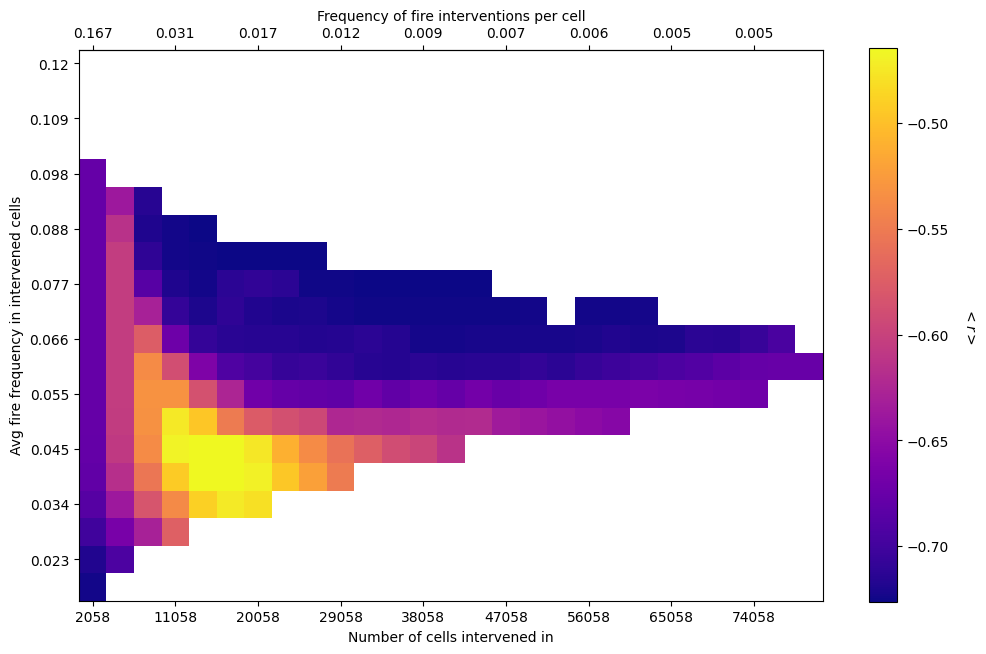 Frequency of fire interventions per cell
0.167 0.031 0.017 0.012 0.009 0.007 0.006 0.005 0.005
0.12
0.109
0.098
0.088
0.077
0.066
0.055
0.045
0.034
0.023
Avg fire frequency in intervened cells
2058 11058 20058 29058 38058 47058 56058 65058 74058
Number of cells intervened in
−0.50
−0.55
−0.60
−0.65
−0.70
< r >